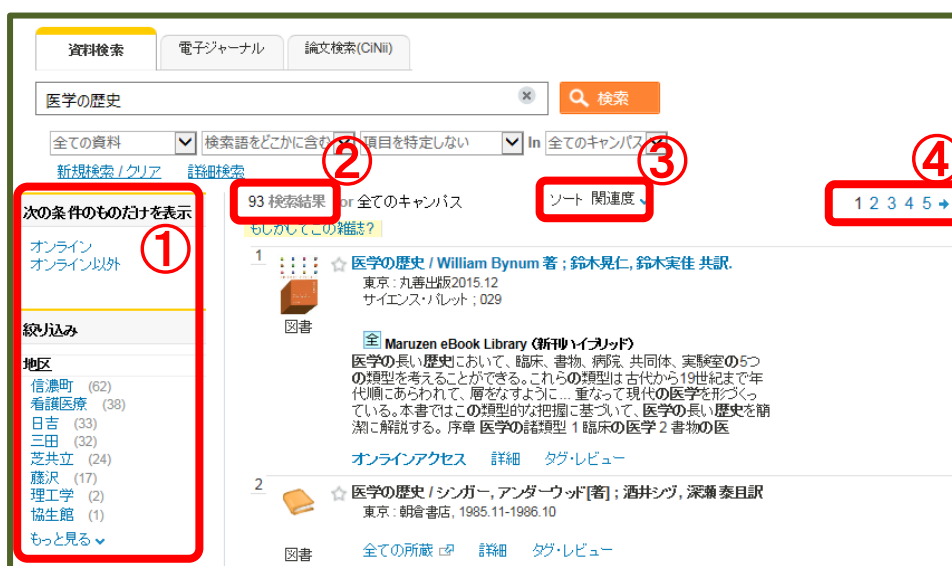 資料検索 電子ジャーナル 論文検索(CiNii)
医学の歴史 検索
全ての資料 検索語をどこかに含む 項目を特定しない In 全てのキャンパス
新規検索 / クリア 詳細検索
② ③ ④
93 検索結果 or 全てのキャンパス ソート 関連度 1 2 3 4 5
もしかしてこの雑誌?
次の条件のものだけを表示
①
オンライン
オンライン以外
絞り込み
地区
信濃町 (62)
看護医療 (38)
日吉 (33)
三田 (32)
芝共立 (24)
藤沢 (17)
理工学 (2)
協生館 (1)
もっと見る
1
医学の歴史 / William Bynum 著 ; 鈴木晃仁, 鈴木実佳 共訳.
東京 : 丸善出版2015.12
サイエンス・パレット ; 029
図書
全 Maruzen eBook Library (新刊ハイブリッド)
医学の長い歴史において、臨床、書物、病院、共同体、実験室の5つ
の類型を考えることができる。これらの類型は古代から19世紀まで年
代順にあらわれて、層をなすように... 重なって現代の医学を形づくっ
ている。本書ではこの類型的な把握に基づいて、医学の長い歴史を簡
潔に解説する。 序章 医学の諸類型 1 臨床の医学 2 書物の医
オンラインアクセス 詳細 タグ・レビュー
2
医学の歴史 / シンガー, アンダーウッド[著] ; 酒井シヅ, 深瀬泰旦訳
東京 : 朝倉書店, 1985.11-1986.10
図書
全ての所蔵 詳細 タグ・レビュー